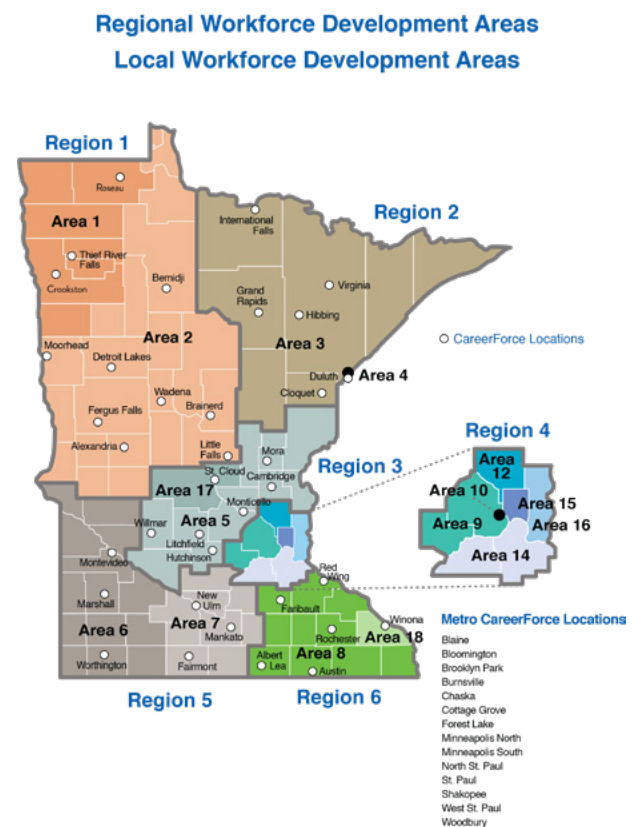 Regional Workforce Development Areas
Local Workforce Development Areas
Region 1
Roseau
Area 1
Thief River
Falls
Crookston
Bemidji
Moorhead
Area 2
Detroit Lakes
Wadena
Fergus Falls
Brainerd
Alexandria
Little
Falls
Region 2
International
Falls
Grand
Rapids
Virginia
Hibbing
Area 3
CareerForce Locations
Duluth
Area 4
Cloquet
Region 3
Mora
St. Cloud
Cambridge
Area 17
Monticello
Willmar
Area 5
Litchfield
Hutchinson
Region 4
Area
12
Area 10
Area 15
Area 9
Area 16
Area 14
Montevideo
Marshall
Area 6
Worthington
New
Ulm
Area 7
Mankato
Fairmont
Region 5
Red
Wing
Faribault
Winona
Rochester
Area 18
Albert
Lea
Area 8
Austin
Region 6
Metro CareerForce Locations
Blaine
Bloomington
Brooklyn Park
Burnsville
Chaska
Cottage Grove
Forest Lake
Minneapolis North
Minneapolis South
North St. Paul
St. Paul
Shakopee
West St. Paul
Woodbury